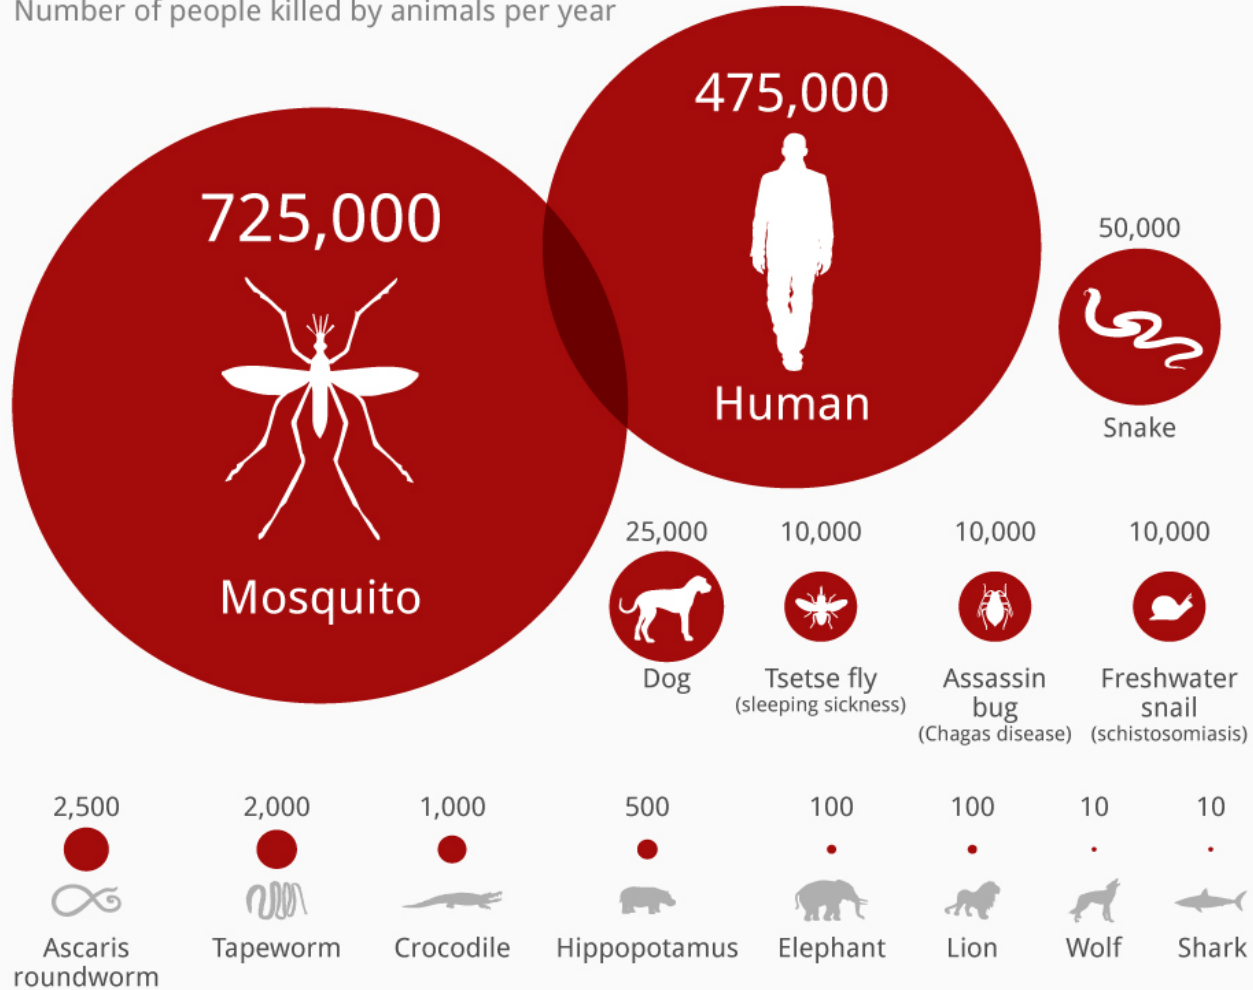 Number of people killed by animals per year
475,000
Human
725,000
Mosquito
50,000
Snake
25,000
Dog
10,000
Tsetse fly
(sleeping sickness)
10,000
Assassin
bug
(Chagas disease)
10,000
Freshwater
snail
(schistosomiasis)
2,500
Ascaris
roundworm
2,000
Tapeworm
1,000
Crocodile
500
Hippopotamus
100
Elephant
100
Lion
10
Wolf
10
Shark